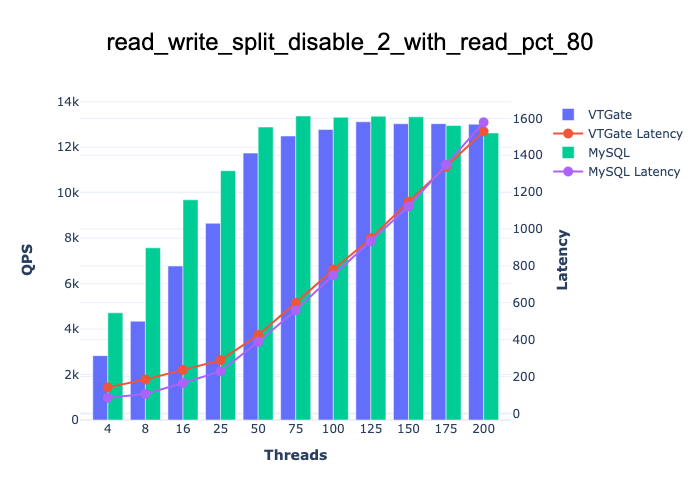 read_write_split_disable_2_with_read_pct_80
14k
12k
10k
8k
6k
4k
2k
0
QPS
1600
1400
1200
1000
800
600
400
200
0
Latency
VTGate
VTGate Latency
MySQL
MySQL Latency
4 8 16 25 50 75 100 125 150 175 200
Threads